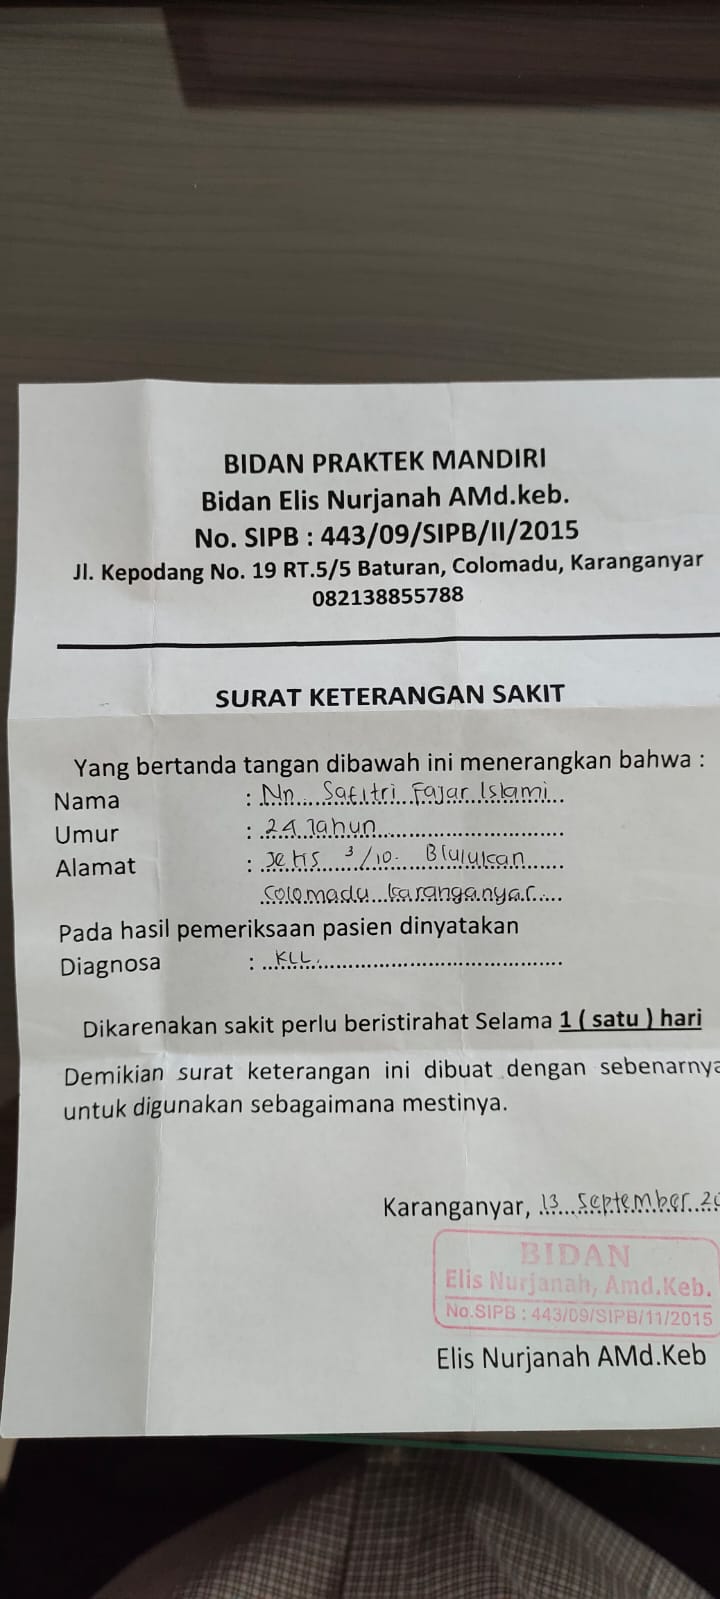 BIDAN PRAKTEK MANDIRI
Bidan Elis Nurjanah AMd.keb.
No. SIPB : 443/09/SIPB/II/2015
Jl. Kepodang No. 19 RT.5/5 Baturan, Colomadu, Karanganyar
082138855788
SURAT KETERANGAN SAKIT
Yang bertanda tangan dibawah ini menerangkan bahwa :
Nama : Nn. Safitri Fajar Islami
Umur : 24 Tahun
Alamat : Jetis 3/10. Blulukan
Colomadu Karanganyar
Pada hasil pemeriksaan pasien dinyatakan
Diagnosa : KLL.
Dikarenakan sakit perlu beristirahat Selama 1 ( satu ) hari
Demikian surat keterangan ini dibuat dengan sebenarnya
untuk digunakan sebagaimana mestinya.
Karanganyar, 13 September 20
BIDAN
Elis Nurjanah, Amd.Keb.
No.SIPB : 443/09/SIPB/11/2015
Elis Nurjanah AMd.Keb